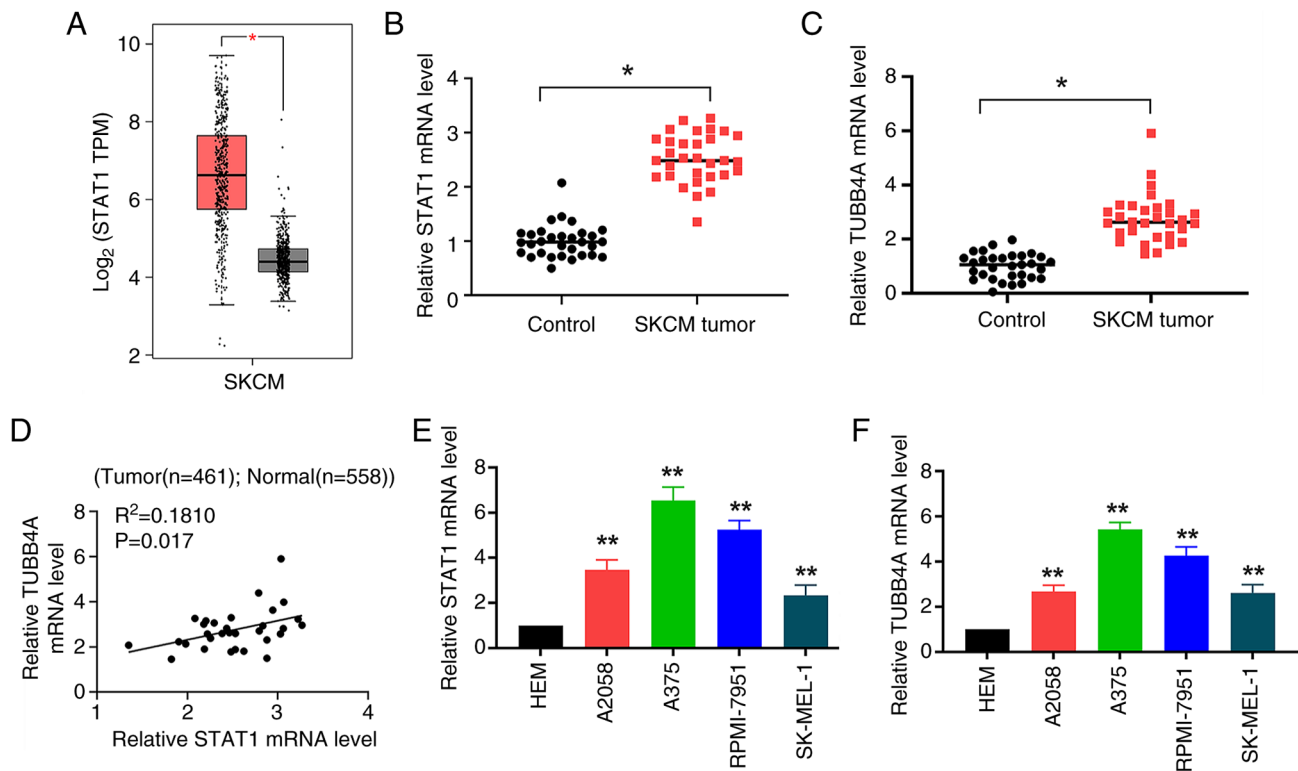 A
Log2 (STAT1 TPM)
10
8
6
4
2
*
SKCM
B
Relative STAT1 mRNA level
4
3
2
1
0
*
Control
SKCM tumor
C
Relative TUBB4A mRNA level
8
6
4
2
0
*
Control
SKCM tumor
D
(Tumor(n=461); Normal(n=558))
R2=0.1810
P=0.017
Relative TUBB4A
mRNA level
8
6
4
2
0
1
2
3
4
Relative STAT1 mRNA level
E
Relative STAT1 mRNA level
8
6
4
2
0
**
**
**
**
HEM
A2058
A375
RPMI-7951
SK-MEL-1
F
Relative TUBB4A mRNA level
8
6
4
2
0
**
**
**
**
HEM
A2058
A375
RPMI-7951
SK-MEL-1